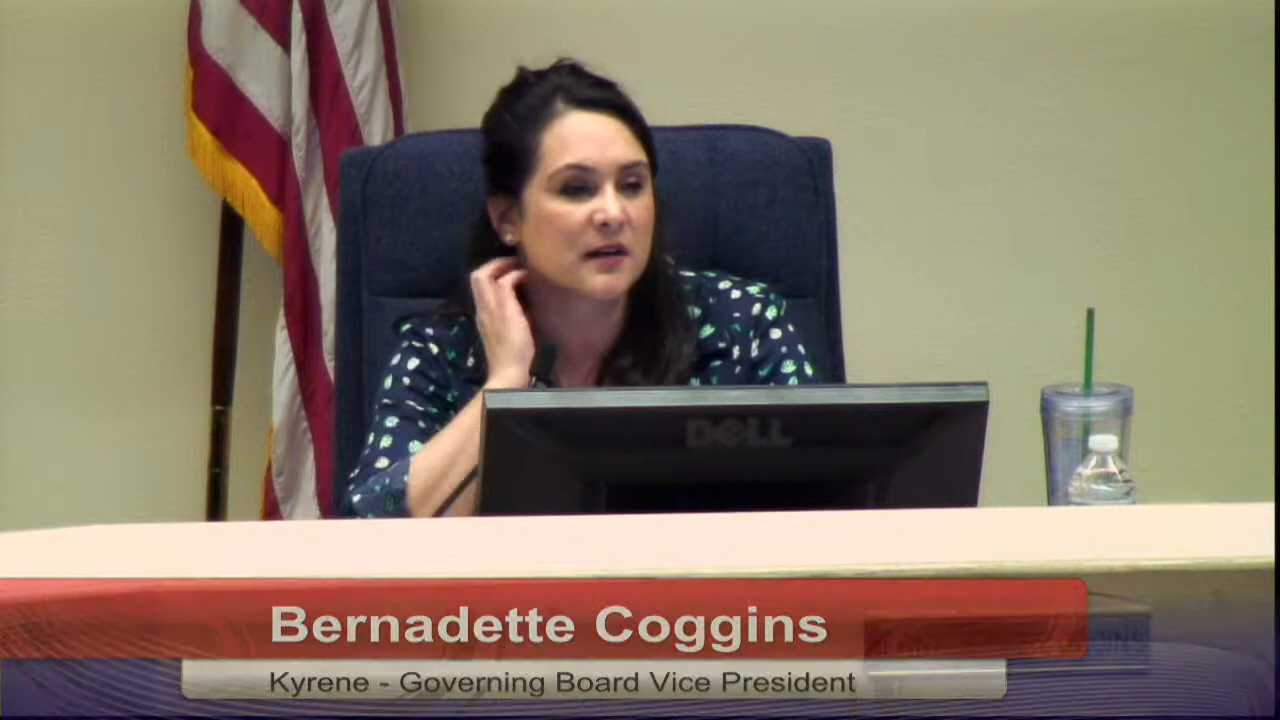 DELL
Bernadette Coggins
Kyrene - Governing Board Vice President